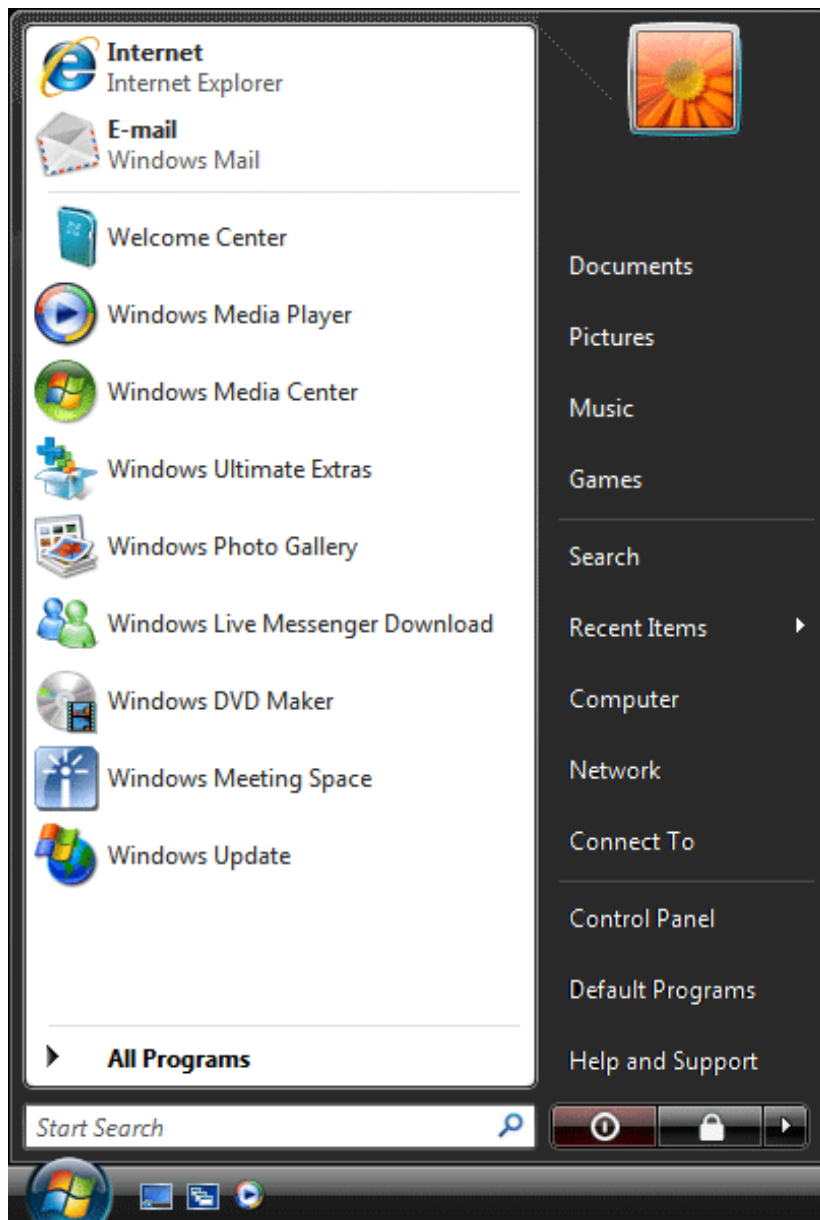 Internet
Internet Explorer
E-mail
Windows Mail
Welcome Center
Windows Media Player
Windows Media Center
Windows Ultimate Extras
Windows Photo Gallery
Windows Live Messenger Download
Windows DVD Maker
Windows Meeting Space
Windows Update
All Programs
Start Search
Documents
Pictures
Music
Games
Search
Recent Items
Computer
Network
Connect To
Control Panel
Default Programs
Help and Support